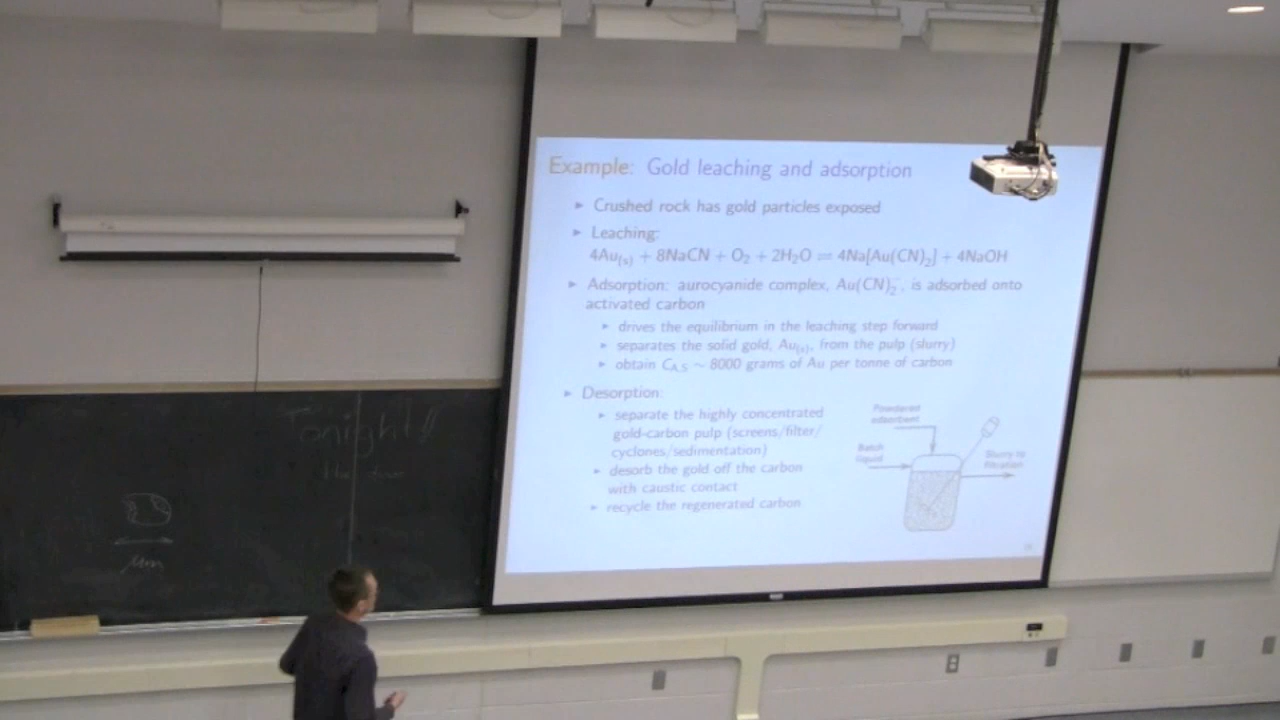 Tonight!!
μm
Example: Gold leaching and adsorption
▸ Crushed rock has gold particles exposed
▸ Leaching:
4Au(s) + 8NaCN + O₂ + 2H₂O ⇌ 4Na[Au(CN)₂] + 4NaOH
▸ Adsorption: aurocyanide complex, Au(CN)₂⁻, is adsorbed onto
activated carbon
▸ drives the equilibrium in the leaching step forward
▸ separates the solid gold, Au(s), from the pulp (slurry)
▸ obtain C_A,S ∼ 8000 grams of Au per tonne of carbon
▸ Desorption:
▸ separate the highly concentrated
gold-carbon pulp (screens/filter/
cyclones/sedimentation)
▸ desorb the gold off the carbon
with caustic contact
▸ recycle the regenerated carbon
Powdered
adsorbent
Batch
liquid
Slurry to
filtration